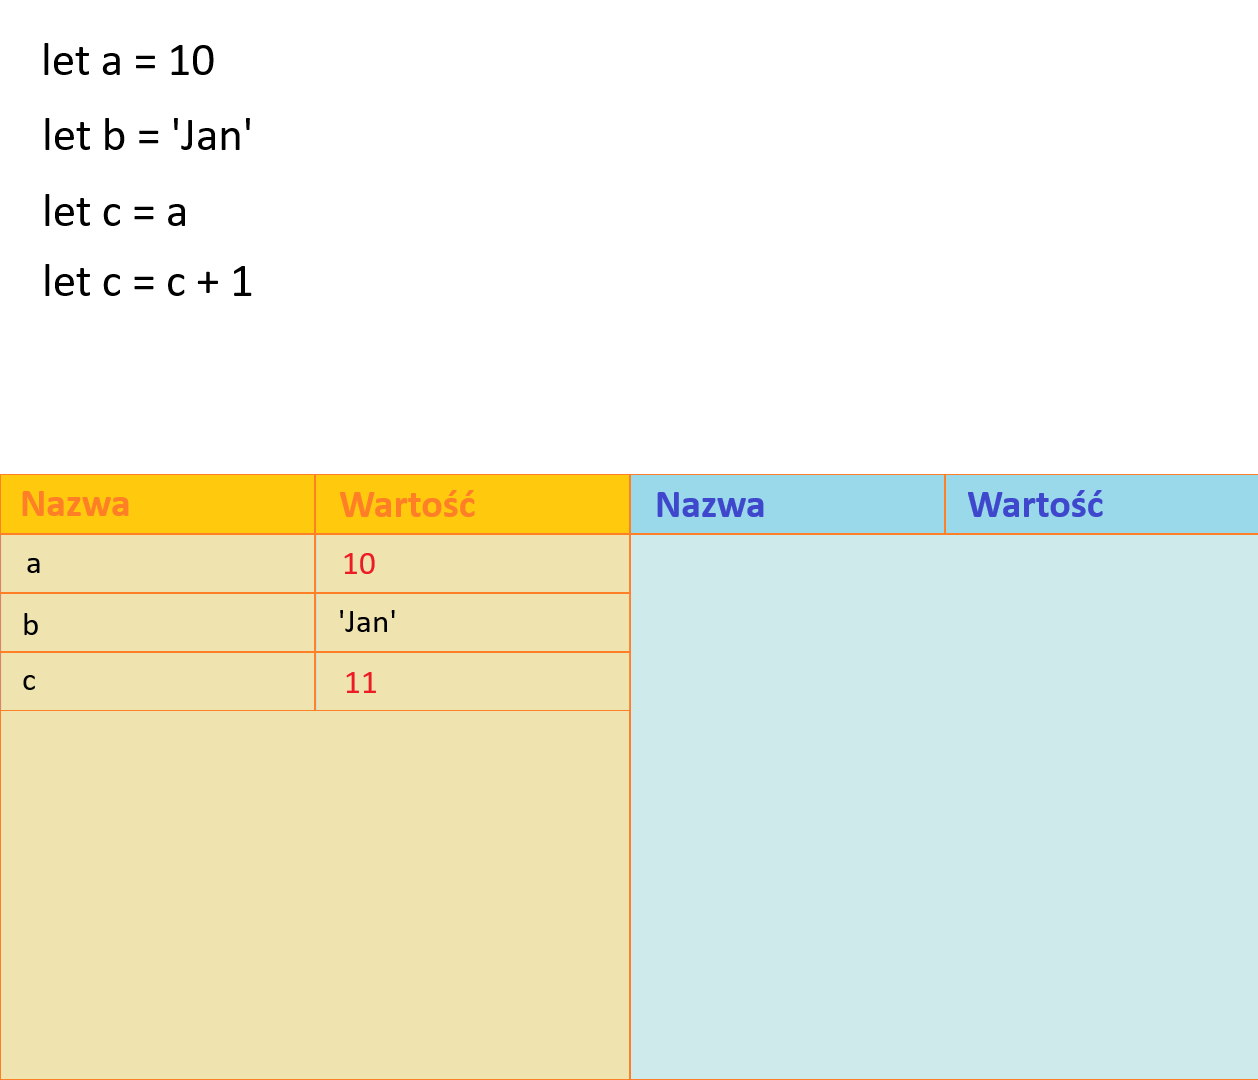 let a = 10
let b = 'Jan'
let c = a
let c = c + 1
Nazwa Wartość Nazwa Wartość
a 10
b 'Jan'
c 11